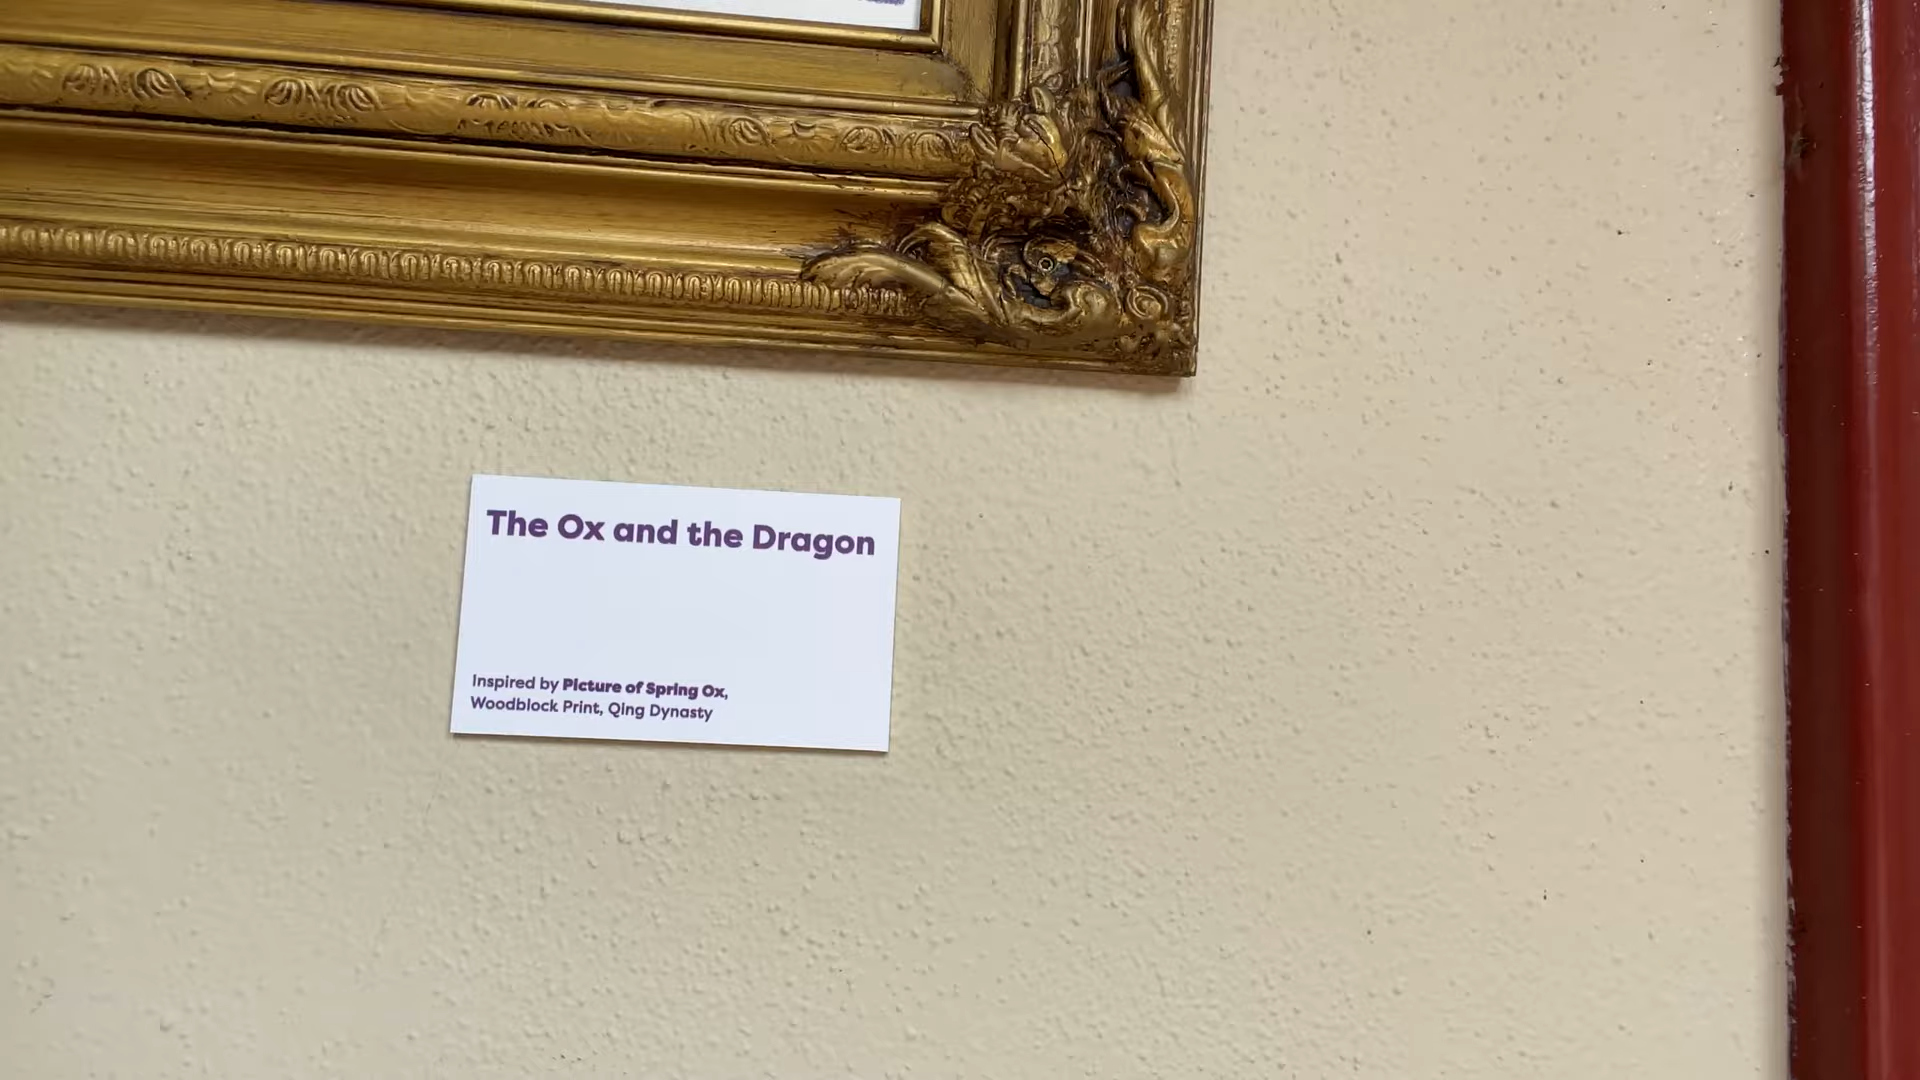 The Ox and the Dragon
Inspired by Picture of Spring Ox,
Woodblock Print, Qing Dynasty